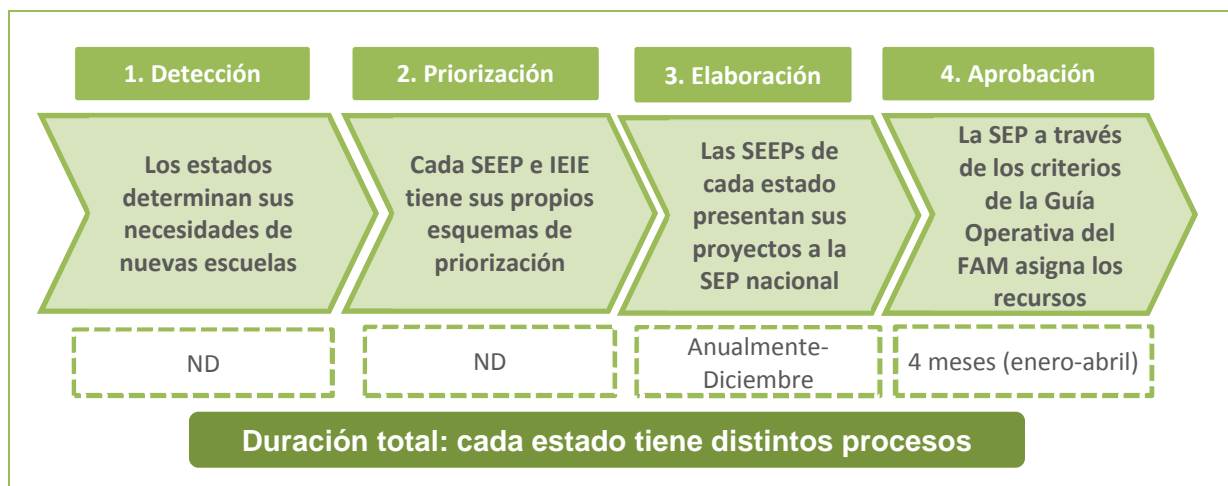 1. Detección
2. Priorización
3. Elaboración
4. Aprobación
Los estados
determinan sus
necesidades de
nuevas escuelas
Cada SEEP e IEIE
tiene sus propios
esquemas de
priorización
Las SEEPs de
cada estado
presentan sus
proyectos a la
SEP nacional
La SEP a través
de los criterios
de la Guía
Operativa del
FAM asigna los
recursos
ND
ND
Anualmente-
Diciembre
4 meses (enero-abril)
Duración total: cada estado tiene distintos procesos